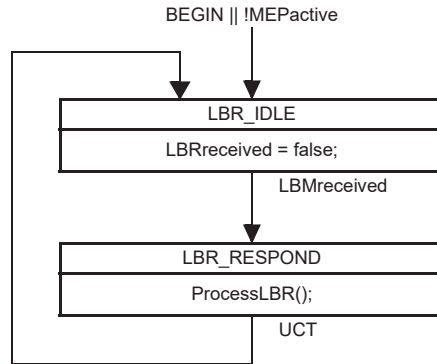 BEGIN || !MEPactive
LBR_IDLE
LBRreceived = false;
LBMreceived
LBR_RESPOND
ProcessLBR();
UCT